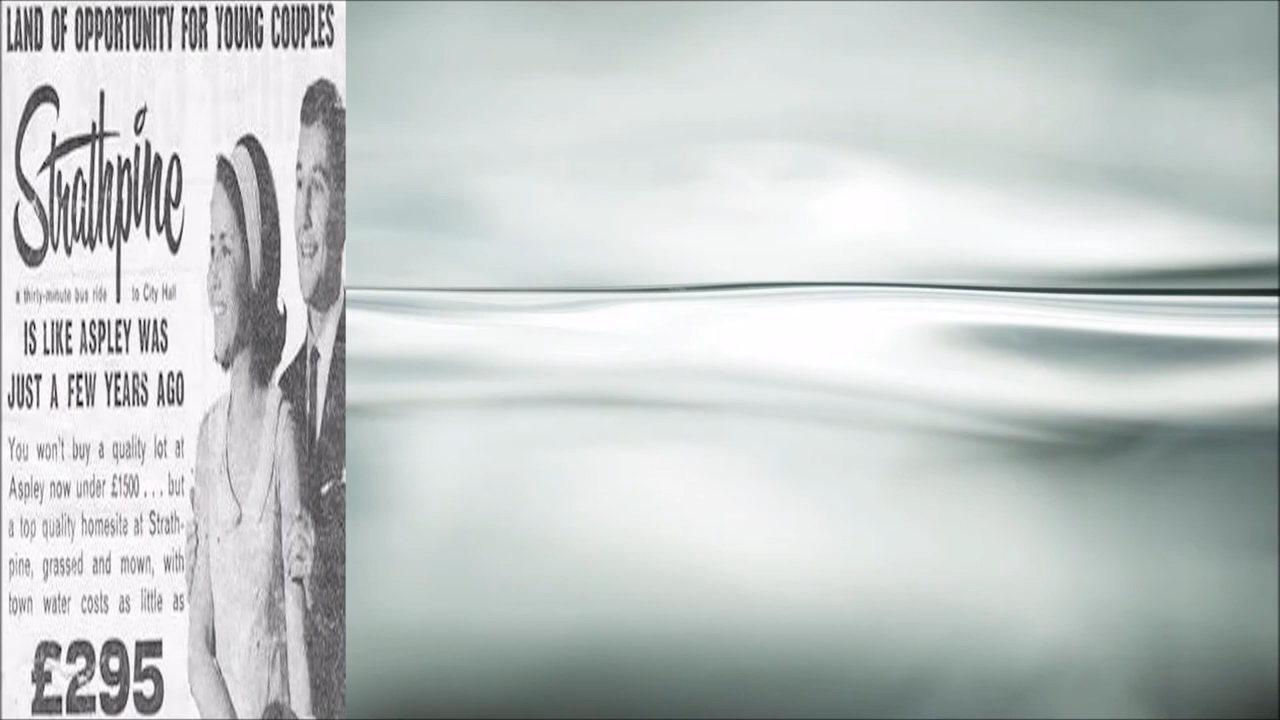 LAND OF OPPORTUNITY FOR YOUNG COUPLES
Strathpine
a thirty-minute bus ride to City Hall
IS LIKE ASPLEY WAS
JUST A FEW YEARS AGO
You won't buy a quality lot at
Aspley now under £1500 . . . but
a top quality homesite at Strath-
pine, grassed and mown, with
town water costs as little as
£295